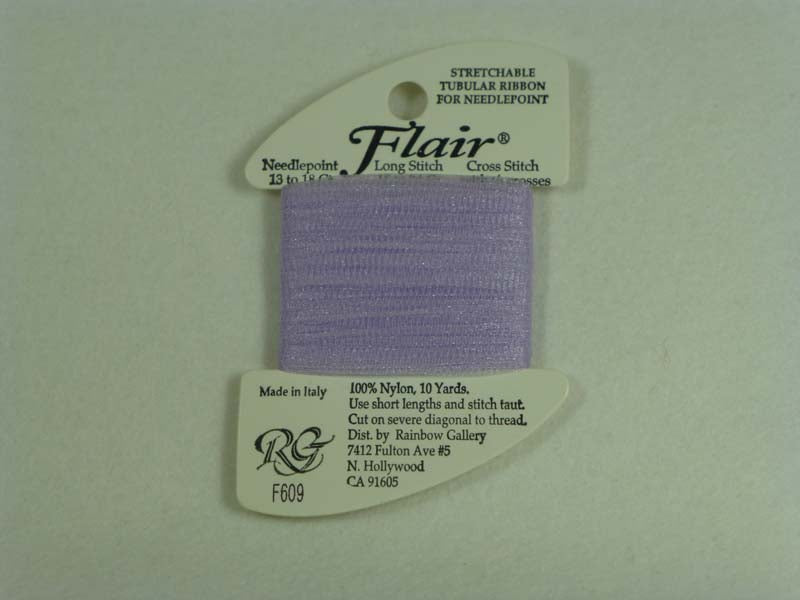 STRETCHABLE
TUBULAR RIBBON
FOR NEEDLEPOINT
Flair®
Needlepoint Long Stitch Cross Stitch
13 to 18 crosses
Made in Italy
100% Nylon, 10 Yards.
Use short lengths and stitch taut.
Cut on severe diagonal to thread.
Dist. by Rainbow Gallery
7412 Fulton Ave #5
N. Hollywood
CA 91605
RG
F609